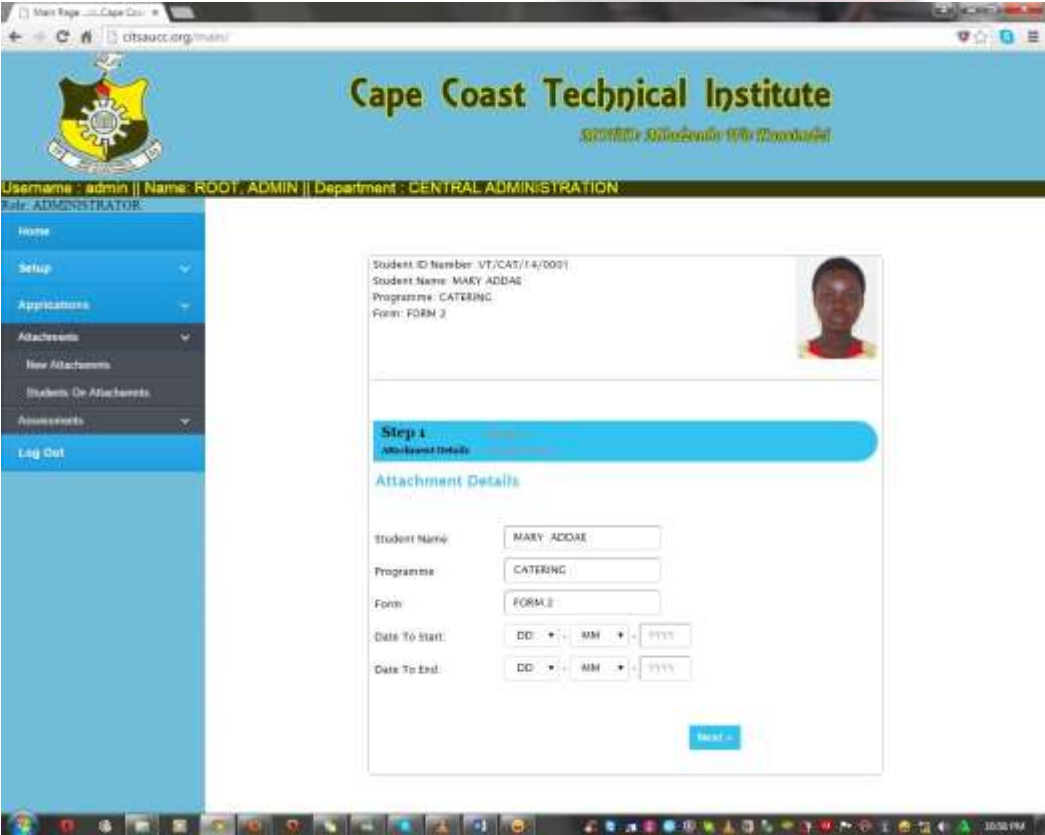 Main Page
citsaucc.org/main/
Cape Coast Technical Institute
Username : admin || Name: ROOT, ADMIN || Department : CENTRAL ADMINISTRATION
Role: ADMINISTRATOR
Home
Setup
Applications
Attachments
New Attachments
Students On Attachments
Assessments
Log Out
Student ID Number: VT/CAT/14/0001
Student Name: MARY ADDAE
Programme: CATERING
Form: FORM 2
Step 1
Attachment Details
Attachment Details
Student Name: MARY ADDAE
Programme CATERING
Form: FORM 2
Date To Start: DD - MM - YYYY
Date To End: DD - MM - YYYY
Next »